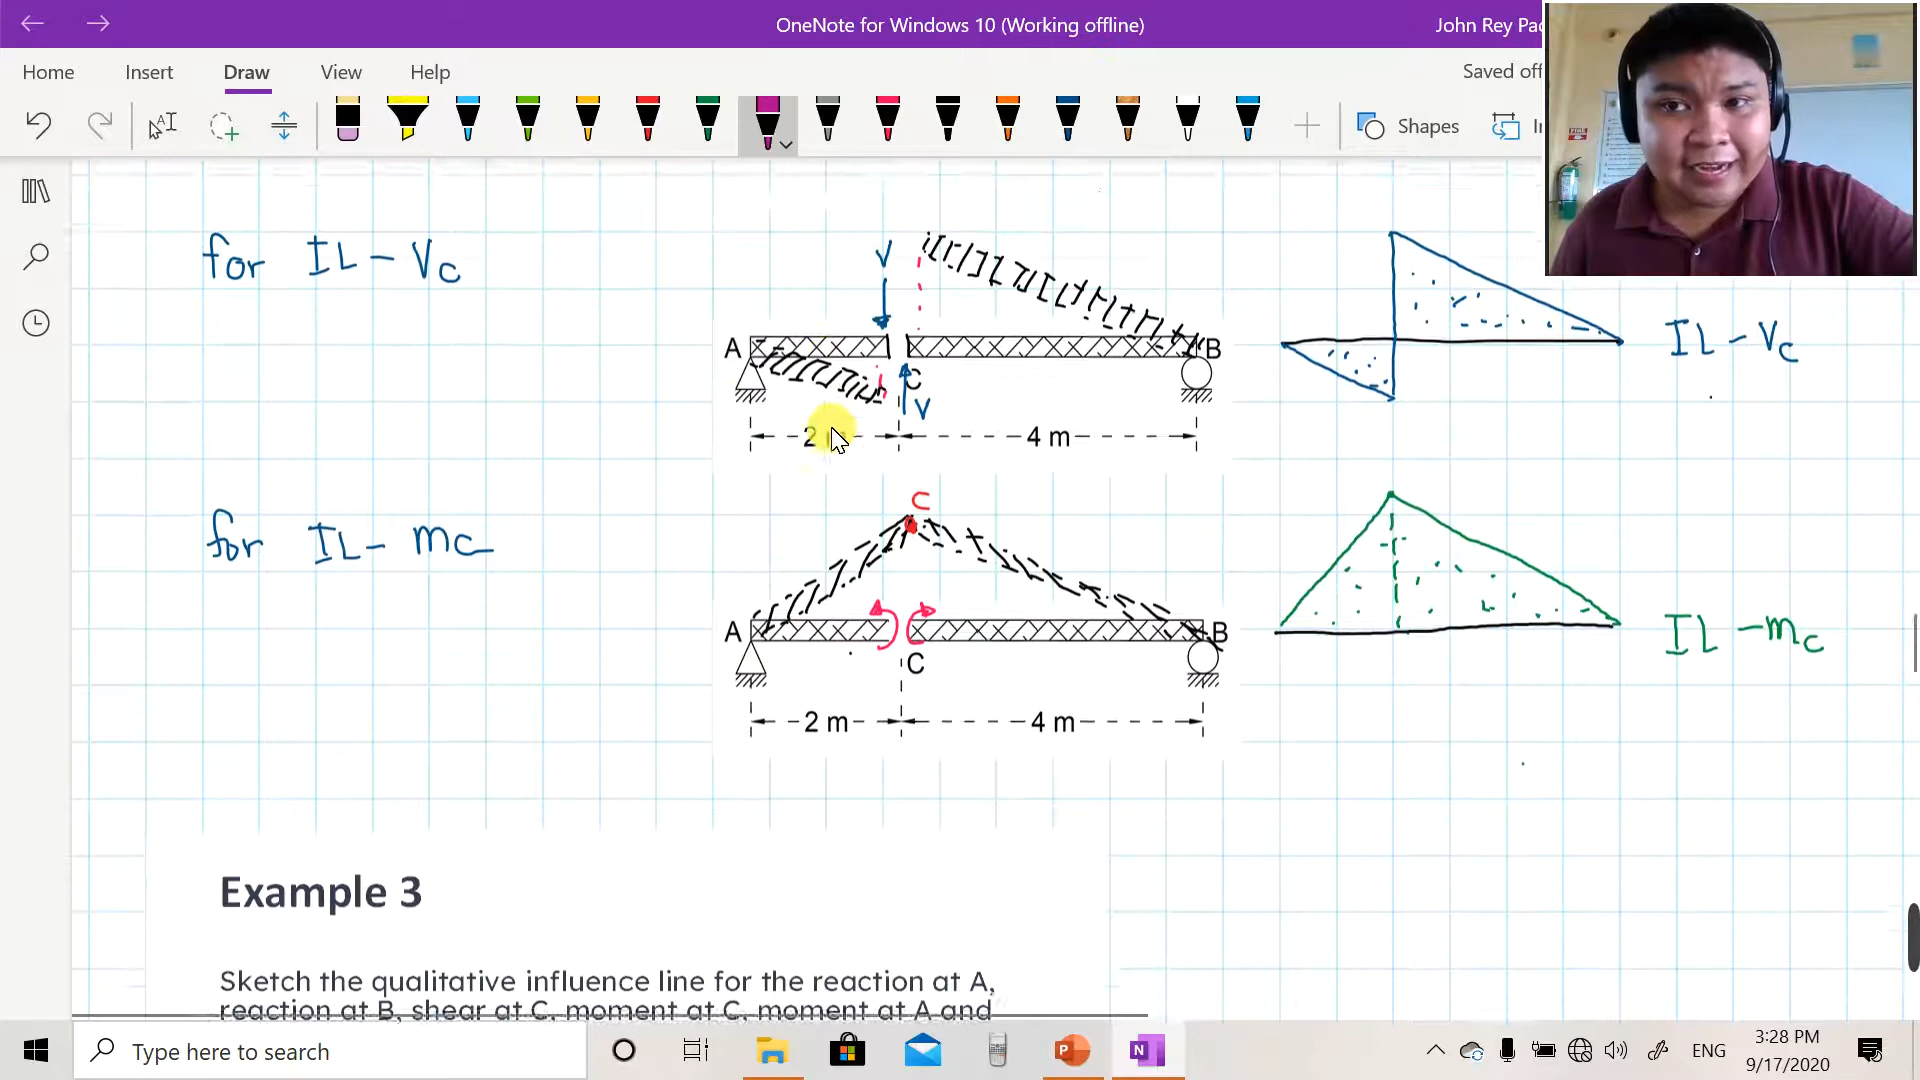 OneNote for Windows 10 (Working offline)
John Rey
Home Insert Draw View Help
Saved
Shapes
for IL - Vc
V
A B
C
V
2 m 4 m
IL - Vc
for IL - Mc
C
A B
C
2 m 4 m
IL - Mc
Example 3
Sketch the qualitative influence line for the reaction at A,
reaction at B, shear at C, moment at C, moment at A and
Type here to search
ENG
3:28 PM
9/17/2020